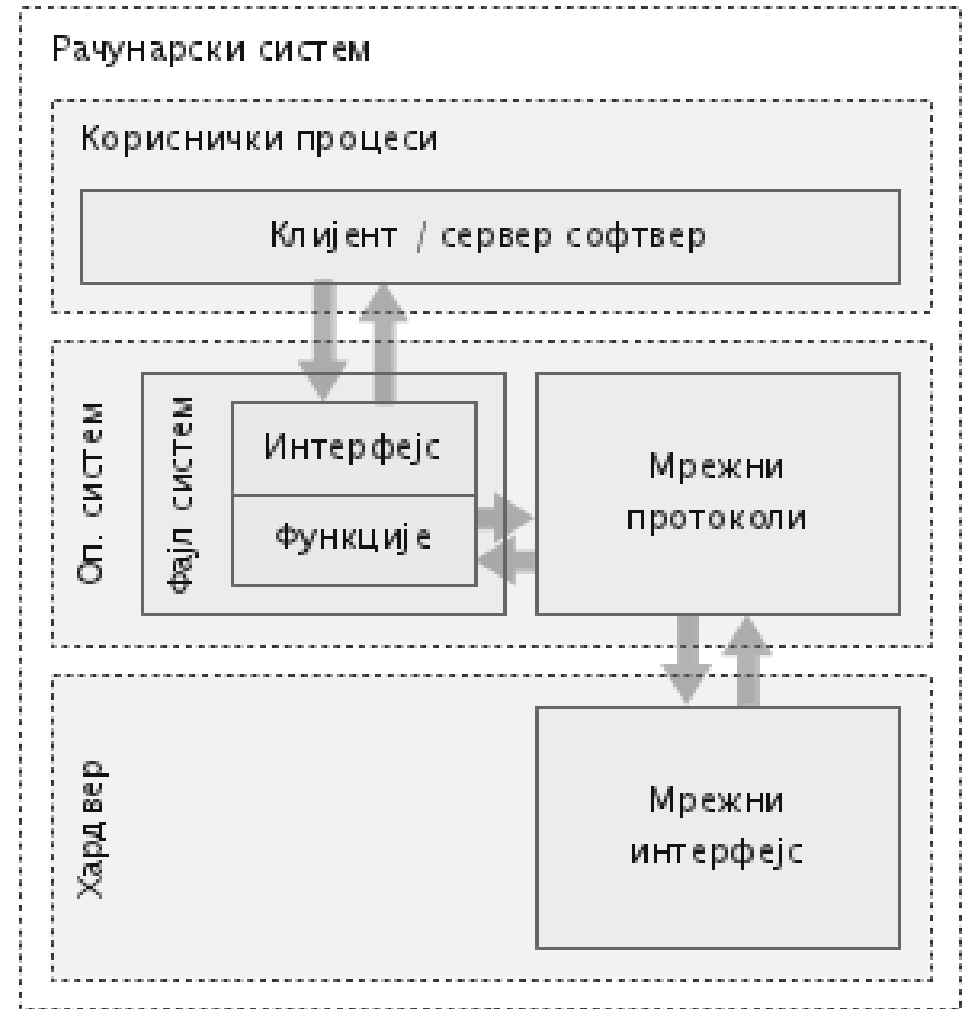 Рачунарски систем
Кориснички процеси
Клијент / сервер софтвер
Оп. систем
Фајл систем
Интерфејс
Функције
Мрежни
протоколи
Хардвер
Мрежни
интерфејс